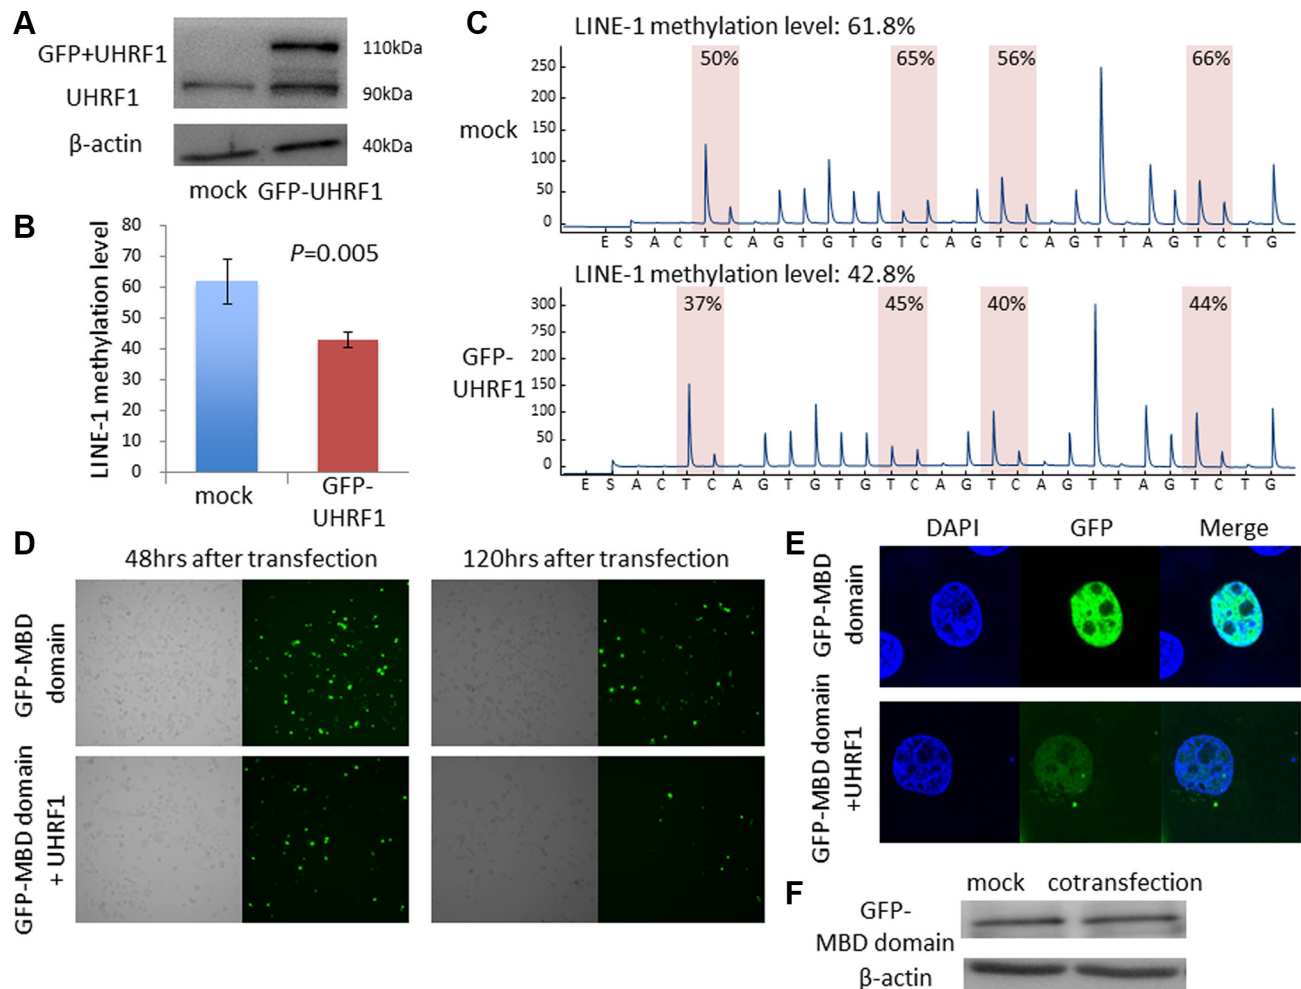 A
GFP+UHRF1
UHRF1
β-actin
110kDa
90kDa
40kDa
mock GFP-UHRF1
B
LINE-1 methylation level
80
70
60
50
40
30
20
10
0
P=0.005
mock
GFP-
UHRF1
C
LINE-1 methylation level: 61.8%
mock
250
200
150
100
50
0
50%
65%
56%
66%
E S A C T C A G T G T G T C A G T C A G T T A G T C T G
LINE-1 methylation level: 42.8%
GFP-
UHRF1
300
250
200
150
100
50
0
37%
45%
40%
44%
E S A C T C A G T G T G T C A G T C A G T T A G T C T G
D
48hrs after transfection
120hrs after transfection
GFP-MBD
domain
GFP-MBD domain
+ UHRF1
E
DAPI
GFP
Merge
GFP-MBD
domain
GFP-MBD domain
+UHRF1
F
mock cotransfection
GFP-
MBD domain
β-actin